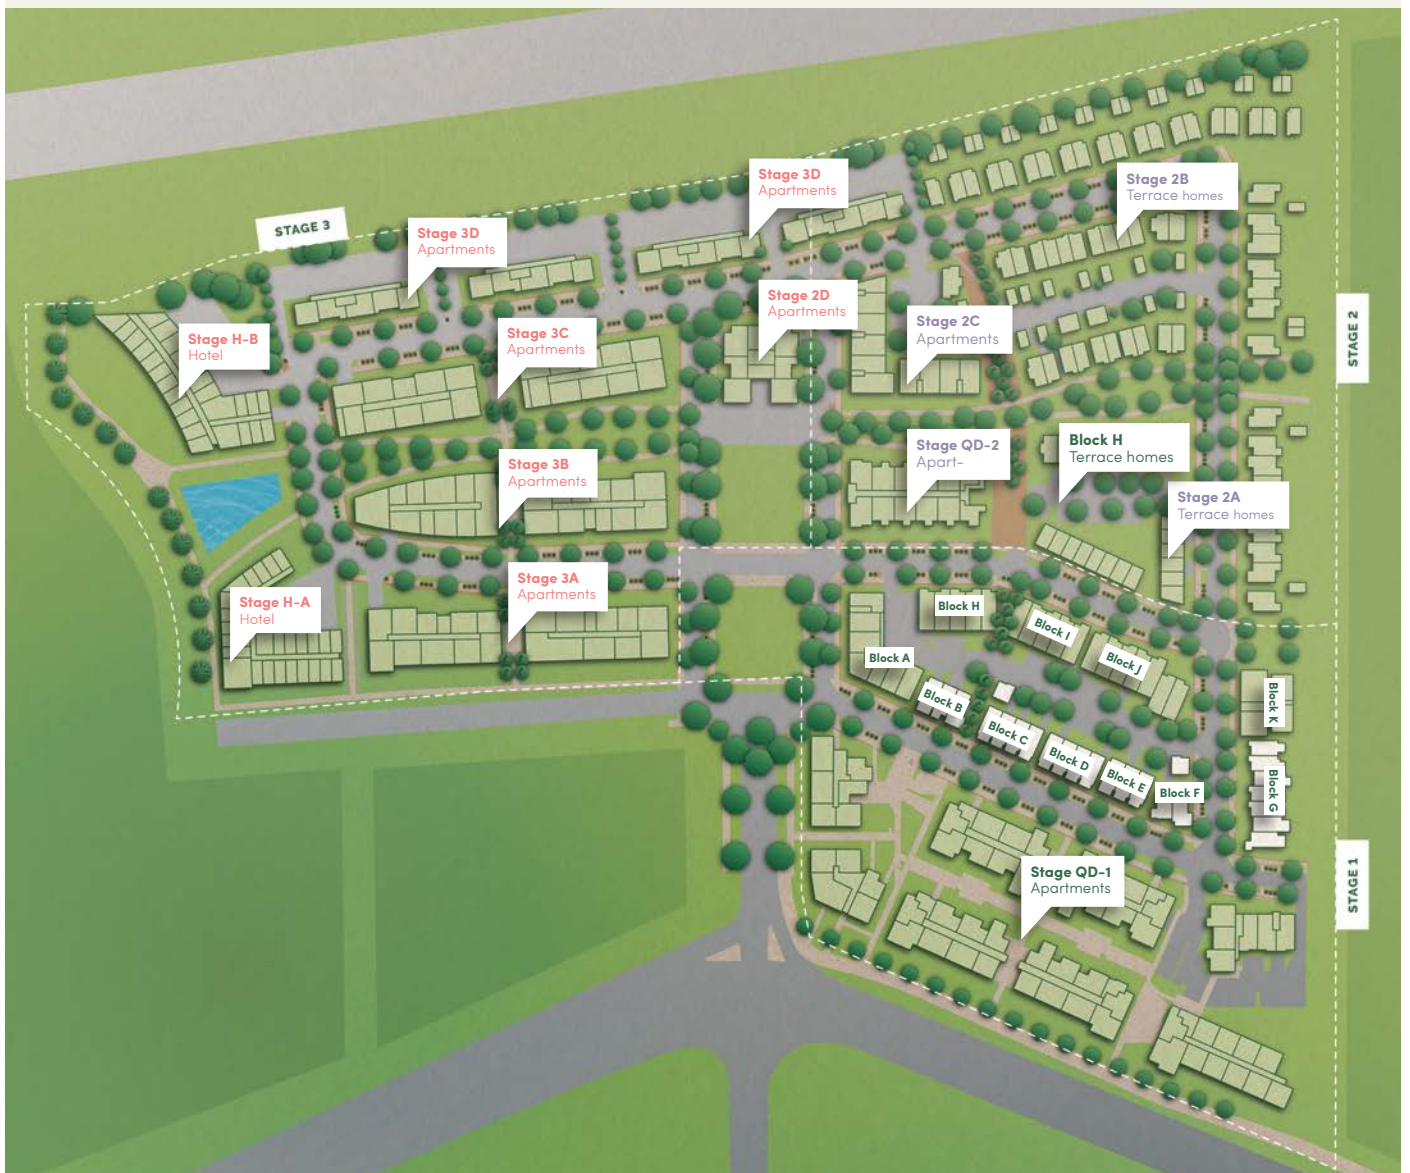 Stage 3D
Apartments
Stage 2B
Terrace homes
STAGE 3
Stage 3D
Apartments
Stage 2D
Apartments
Stage 2C
Apartments
Stage H-B
Hotel
Stage 3C
Apartments
STAGE 2
Stage QD-2
Apart-
Block H
Terrace homes
Stage 3B
Apartments
Stage 2A
Terrace homes
Stage 3A
Apartments
Stage H-A
Hotel
Block H
Block I
Block J
Block A
Block B
Block C
Block D
Block E
Block F
Block K
Block G
Stage QD-1
Apartments
STAGE 1